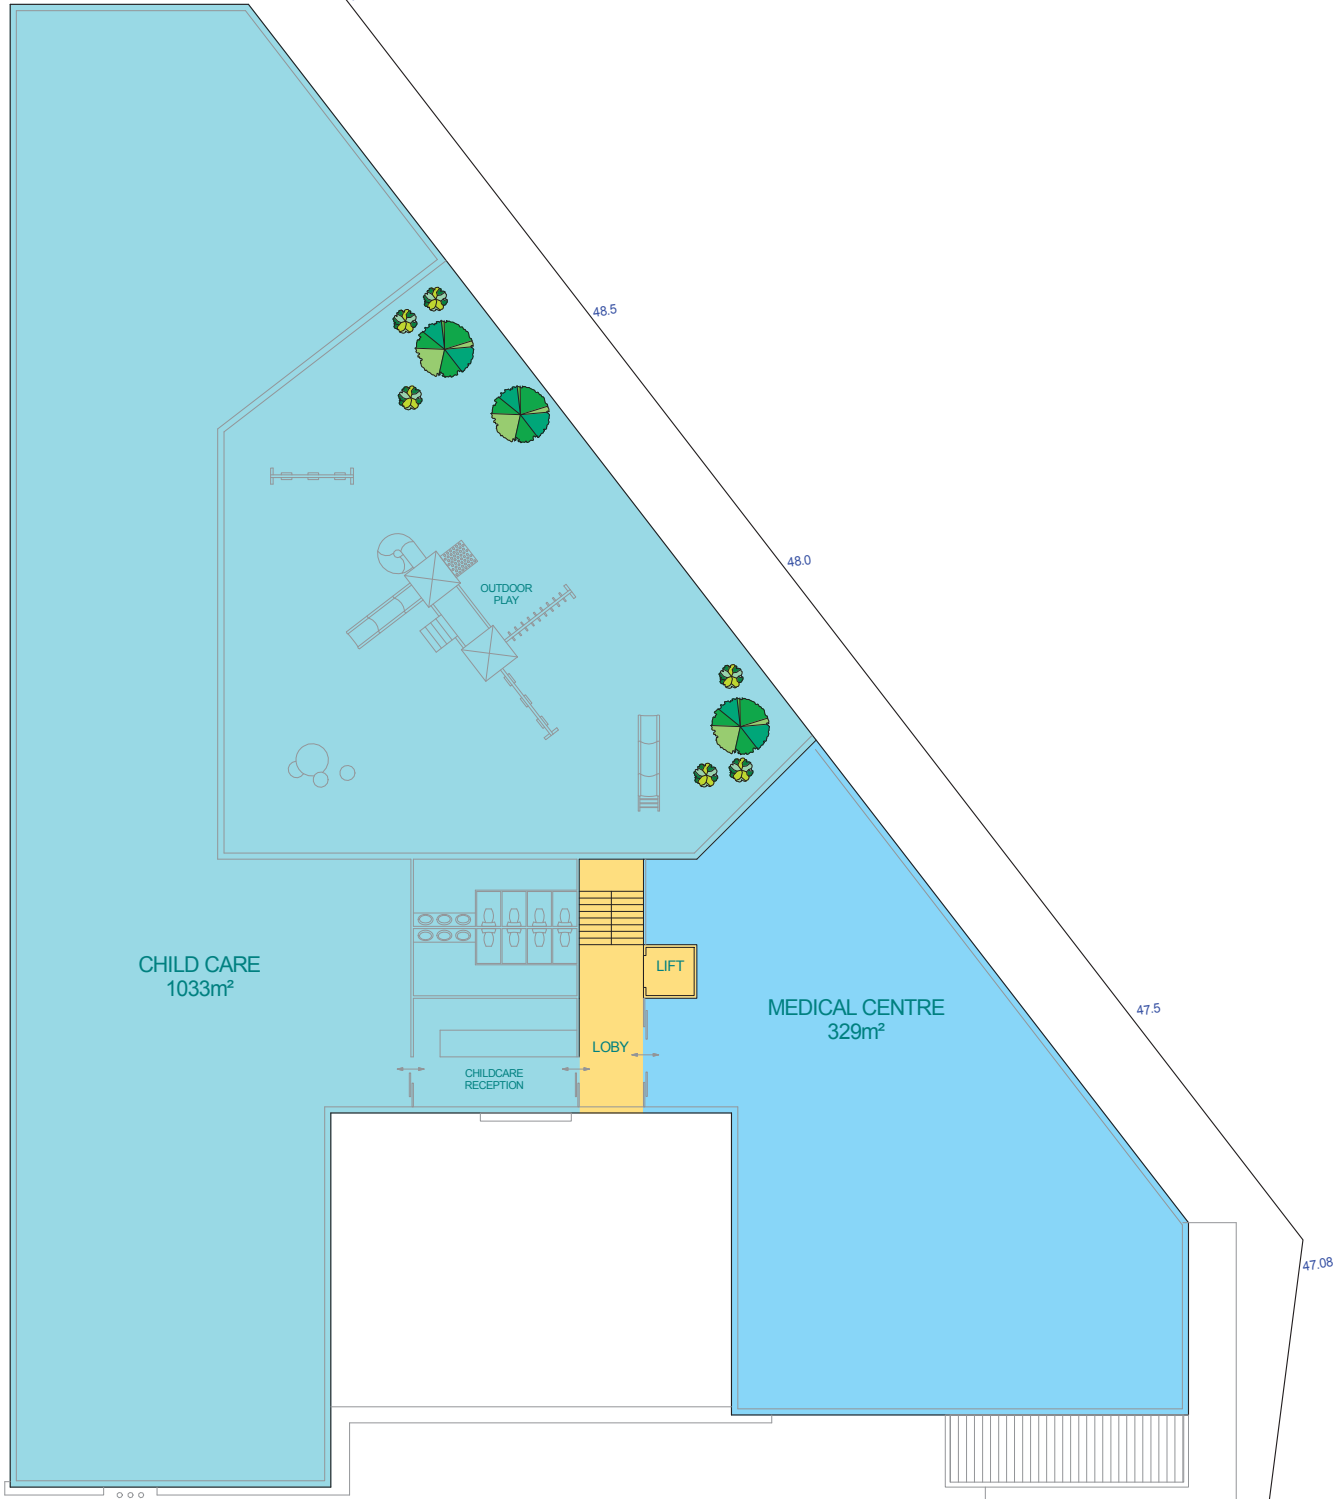 48.5
48.0
OUTDOOR
PLAY
CHILD CARE
1033m²
LIFT
MEDICAL CENTRE
329m²
47.5
LOBY
CHILDCARE
RECEPTION
47.08